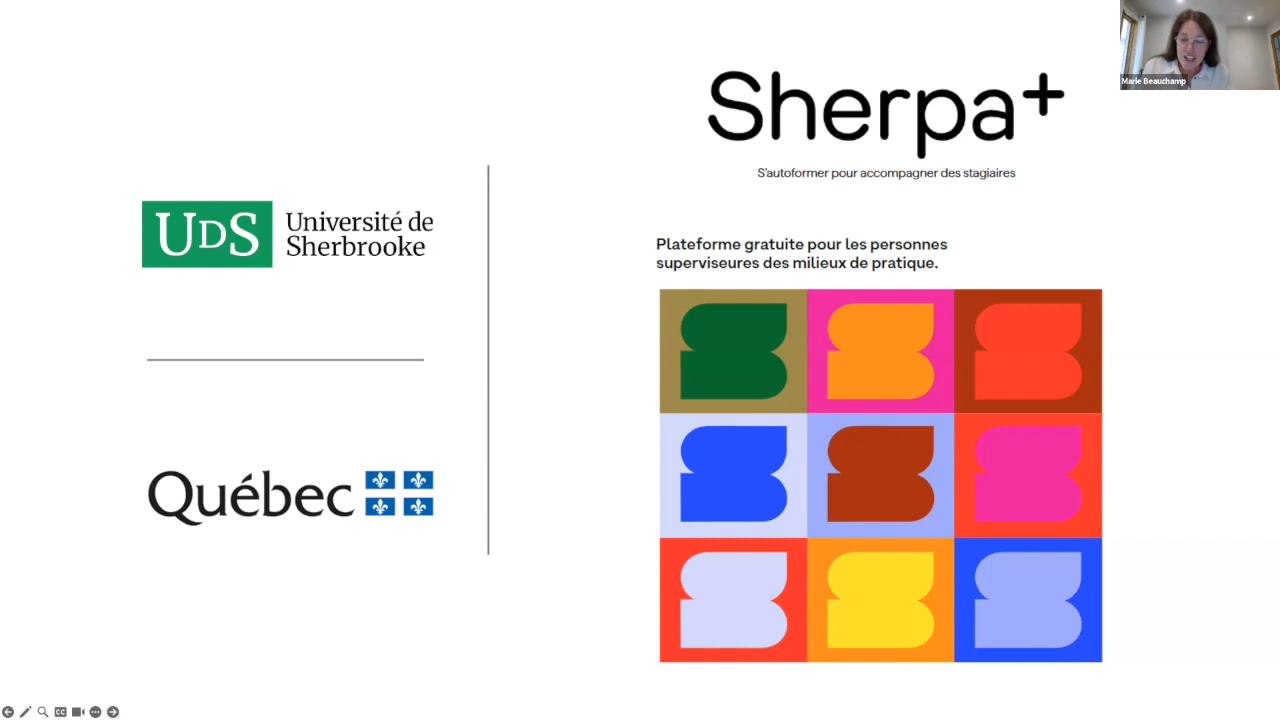 UDS
Université de
Sherbrooke
Québec
Sherpa+
S'autoformer pour accompagner des stagiaires
Plateforme gratuite pour les personnes
superviseures des milieux de pratique.
Marie Beauchamp
CC